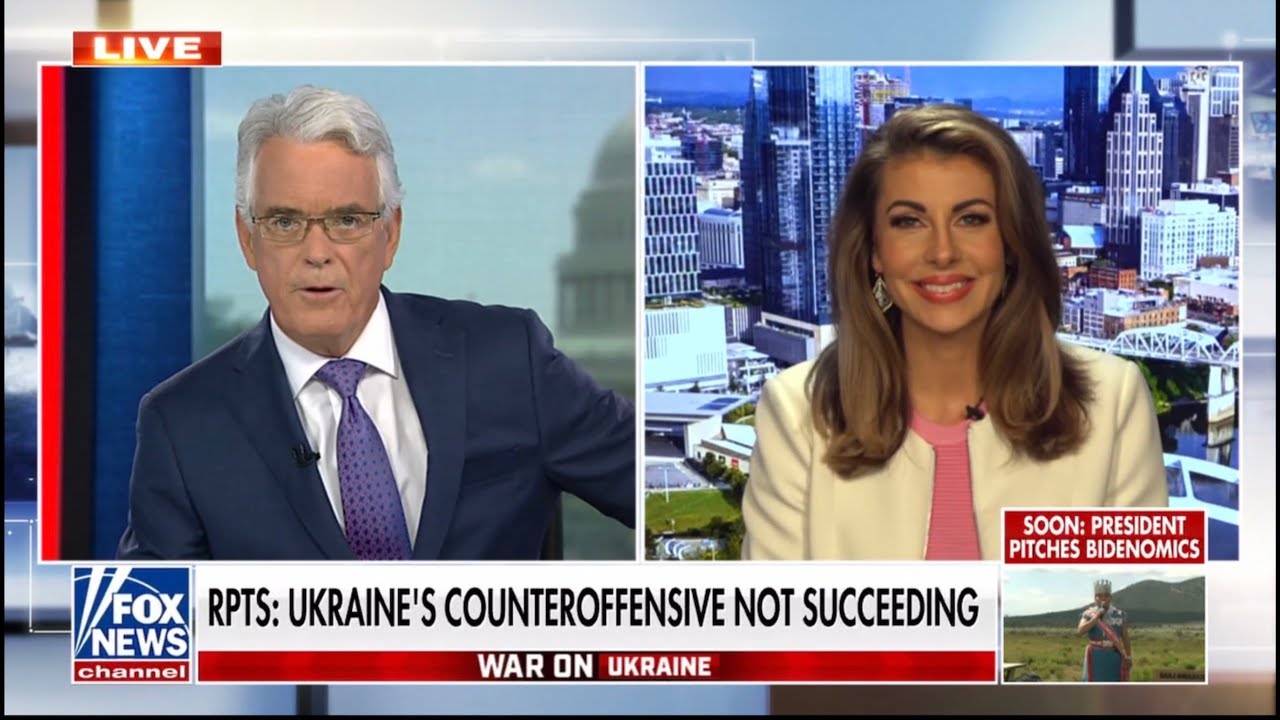 LIVE
SOON: PRESIDENT
PITCHES BIDENOMICS
FOX
NEWS
channel
RPTS: UKRAINE'S COUNTEROFFENSIVE NOT SUCCEEDING
WAR ON UKRAINE